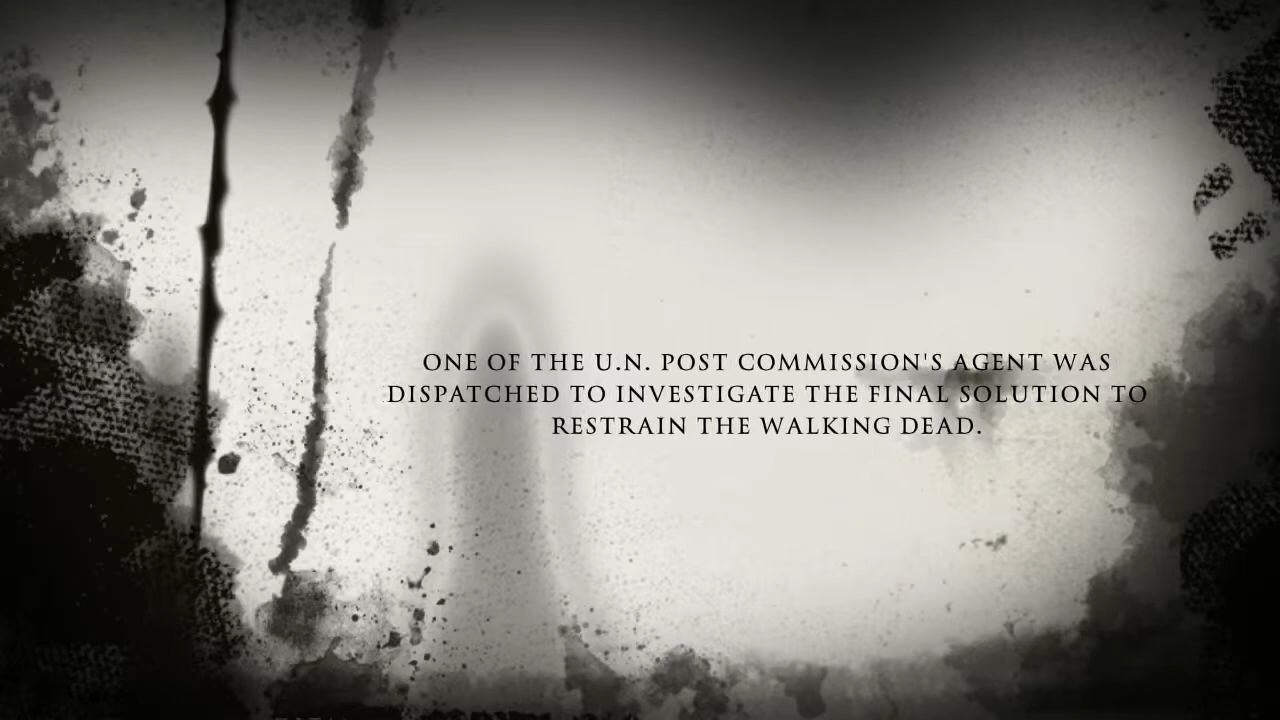 ONE OF THE U.N. POST COMMISSION'S AGENT WAS
DISPATCHED TO INVESTIGATE THE FINAL SOLUTION TO
RESTRAIN THE WALKING DEAD.